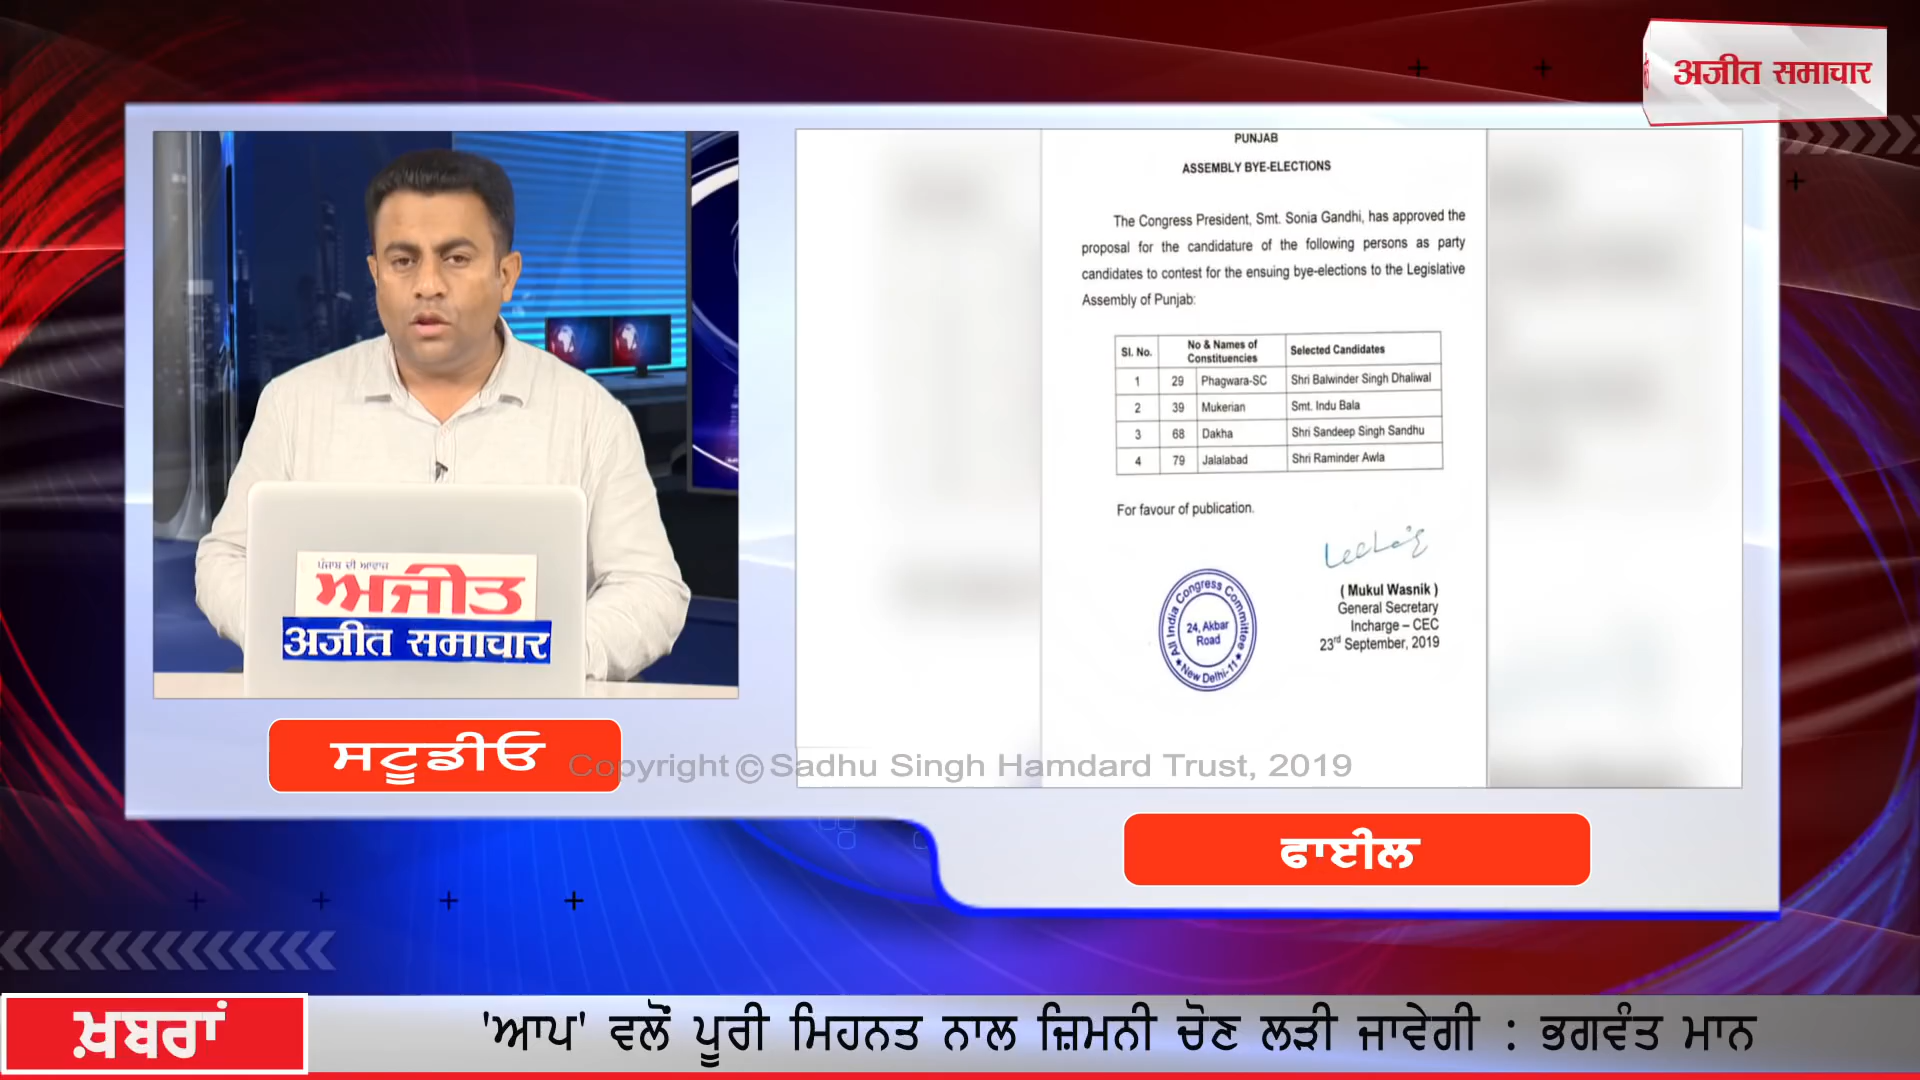 अजीत समाचार
PUNJAB
ASSEMBLY BYE-ELECTIONS
The Congress President, Smt. Sonia Gandhi, has approved the
proposal for the candidature of the following persons as party
candidates to contest for the ensuing bye-elections to the Legislative
Assembly of Punjab:
Sl. No. No & Names of Constituencies Selected Candidates
1 29 Phagwara-SC Shri Balwinder Singh Dhaliwal
2 39 Mukerian Smt. Indu Bala
3 68 Dakha Shri Sandeep Singh Sandhu
4 79 Jalalabad Shri Raminder Awla
For favour of publication.
( Mukul Wasnik )
General Secretary
Incharge – CEC
23rd September, 2019
All India Congress Committee
24, Akbar
Road
New Delhi-11
ਪੰਜਾਬ ਦੀ ਆਵਾਜ਼
ਅਜੀਤ
अजीत समाचार
ਸਟੂਡੀਓ
Copyright © Sadhu Singh Hamdard Trust, 2019
ਫਾਈਲ
ਖ਼ਬਰਾਂ
'ਆਪ' ਵਲੋਂ ਪੂਰੀ ਮਿਹਨਤ ਨਾਲ ਜ਼ਿਮਨੀ ਚੋਣ ਲੜੀ ਜਾਵੇਗੀ : ਭਗਵੰਤ ਮਾਨ